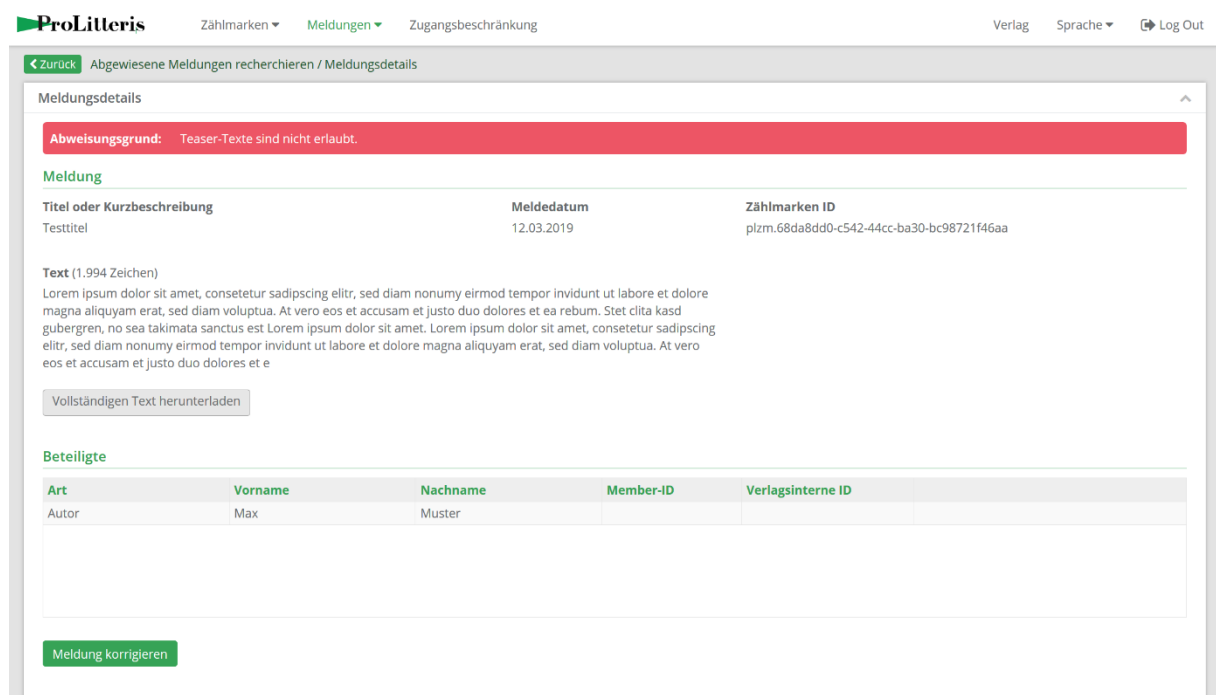 ProLitteris Zählmarken Meldungen Zugangsbeschränkung Verlag Sprache Log Out
Zurück Abgewiesene Meldungen recherchieren / Meldungsdetails
Meldungsdetails
Abweisungsgrund: Teaser-Texte sind nicht erlaubt.
Meldung
Titel oder Kurzbeschreibung Meldedatum Zählmarken ID
Testtitel 12.03.2019 plzm.68da8dd0-c542-44cc-ba30-bc98721f46aa
Text (1.994 Zeichen)
Lorem ipsum dolor sit amet, consetetur sadipscing elitr, sed diam nonumy eirmod tempor invidunt ut labore et dolore
magna aliquyam erat, sed diam voluptua. At vero eos et accusam et justo duo dolores et ea rebum. Stet clita kasd
gubergren, no sea takimata sanctus est Lorem ipsum dolor sit amet. Lorem ipsum dolor sit amet, consetetur sadipscing
elitr, sed diam nonumy eirmod tempor invidunt ut labore et dolore magna aliquyam erat, sed diam voluptua. At vero
eos et accusam et justo duo dolores et e
Vollständigen Text herunterladen
Beteiligte
Art Vorname Nachname Member-ID Verlagsinterne ID
Autor Max Muster
Meldung korrigieren